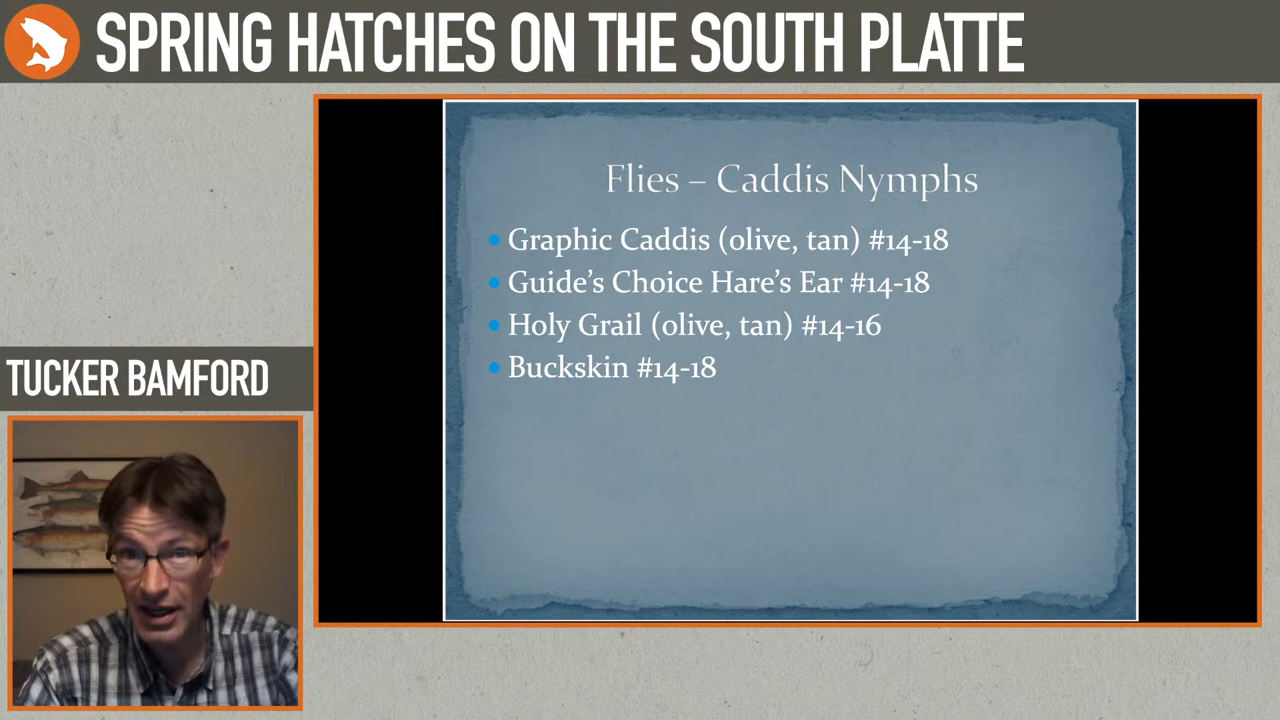 SPRING HATCHES ON THE SOUTH PLATTE
Flies – Caddis Nymphs
• Graphic Caddis (olive, tan) #14-18
• Guide's Choice Hare's Ear #14-18
• Holy Grail (olive, tan) #14-16
• Buckskin #14-18
TUCKER BAMFORD